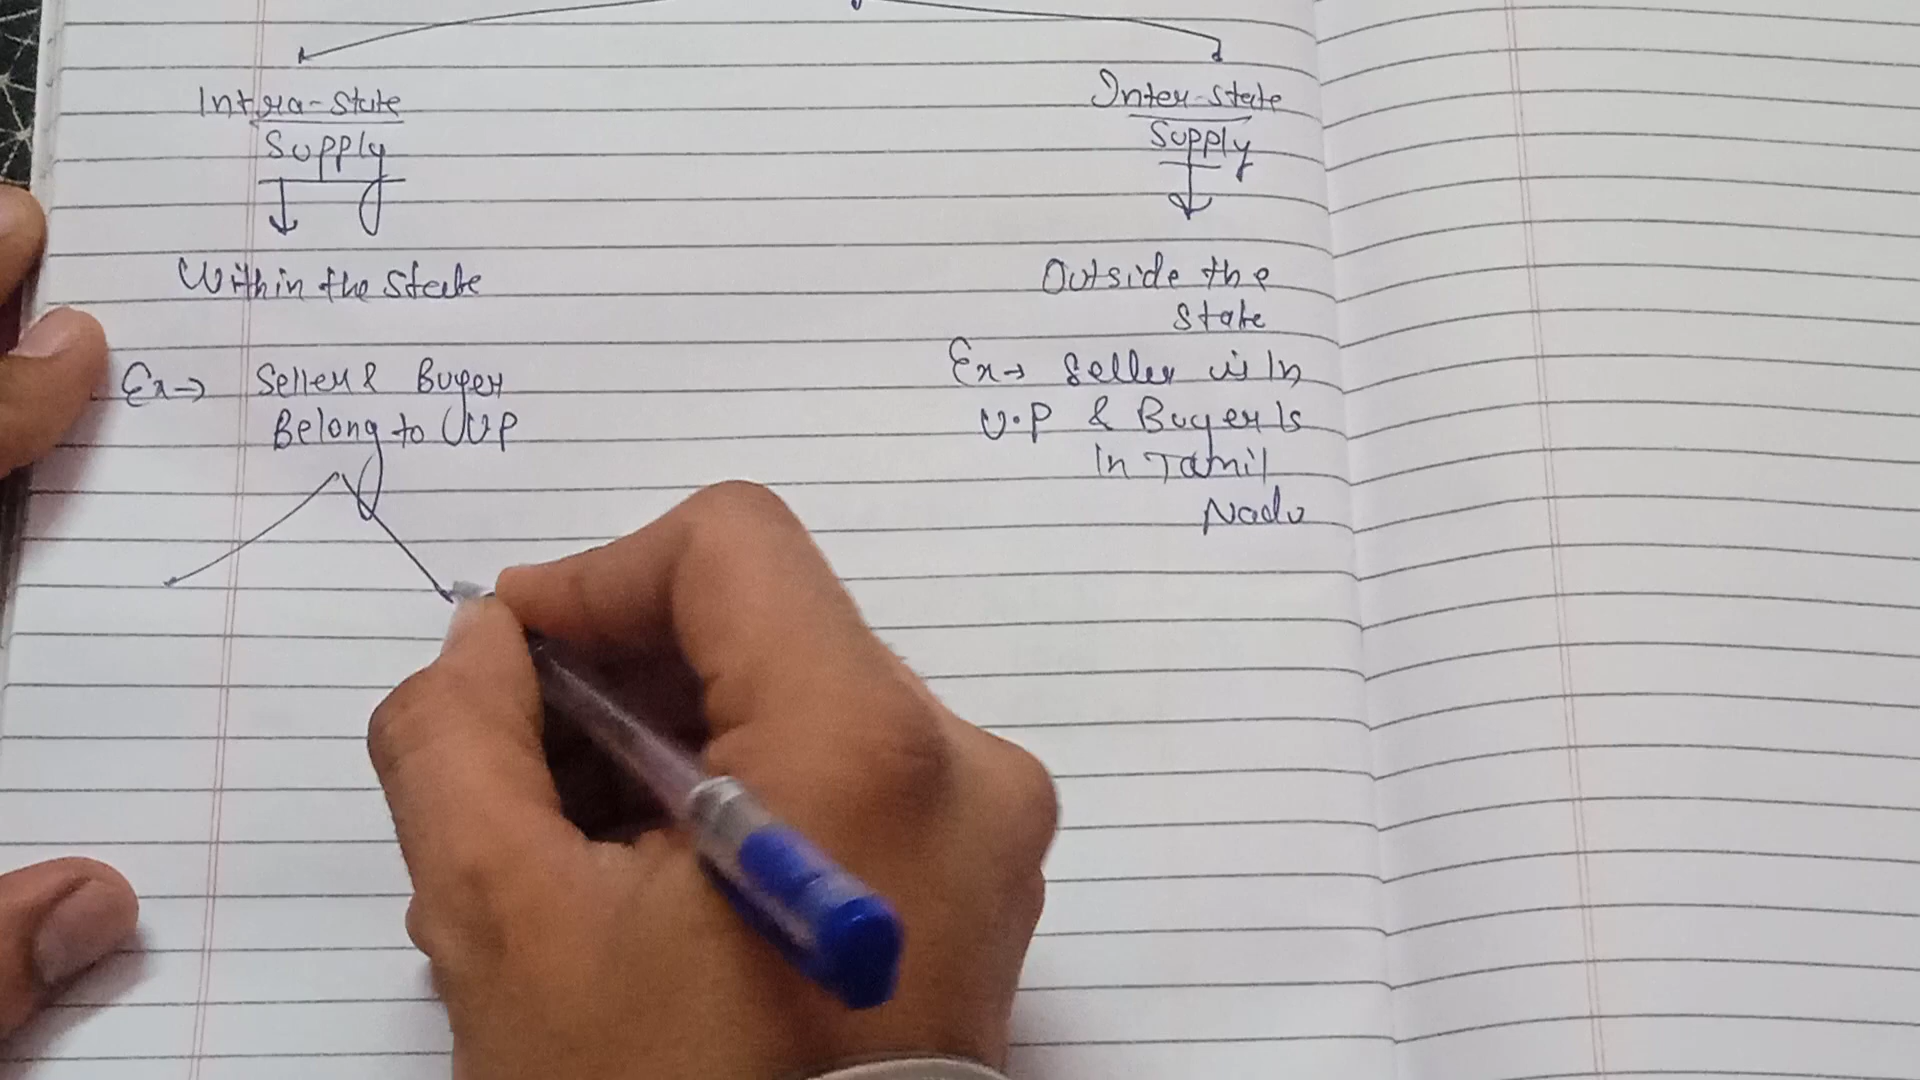 Intra-State
Supply
Within the State
Ex→ Seller & Buyer
Belong to UP
Inter-State
Supply
Outside the
State
Ex→ Seller is In
U.P & Buyer Is
In Tamil
Nadu